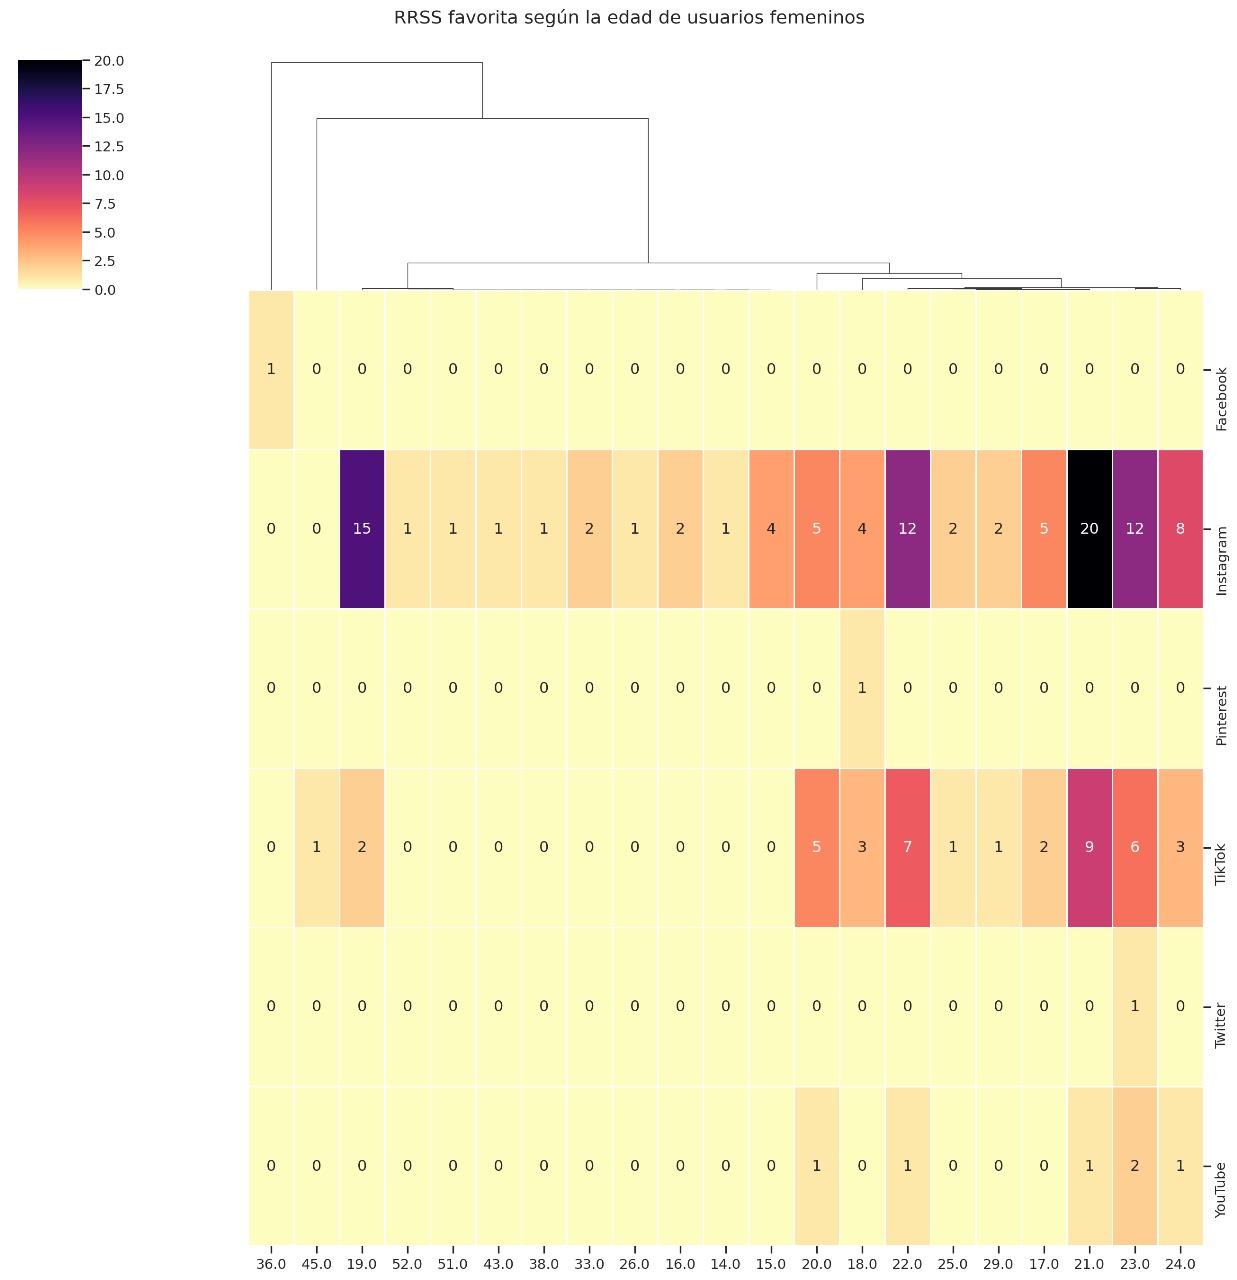 RRSS favorita según la edad de usuarios femeninos
20.0
17.5
15.0
12.5
10.0
7.5
5.0
2.5
0.0
1 0 0 0 0 0 0 0 0 0 0 0 0 0 0 0 0 0 0 0 0 Facebook
0 0 15 1 1 1 1 2 1 2 1 4 5 4 12 2 2 5 20 12 8 Instagram
0 0 0 0 0 0 0 0 0 0 0 0 0 1 0 0 0 0 0 0 0 Pinterest
0 1 2 0 0 0 0 0 0 0 0 0 5 3 7 1 1 2 9 6 3 TikTok
0 0 0 0 0 0 0 0 0 0 0 0 0 0 0 0 0 0 0 1 0 Twitter
0 0 0 0 0 0 0 0 0 0 0 0 1 0 1 0 0 0 1 2 1 YouTube
36.0 45.0 19.0 52.0 51.0 43.0 38.0 33.0 26.0 16.0 14.0 15.0 20.0 18.0 22.0 25.0 29.0 17.0 21.0 23.0 24.0